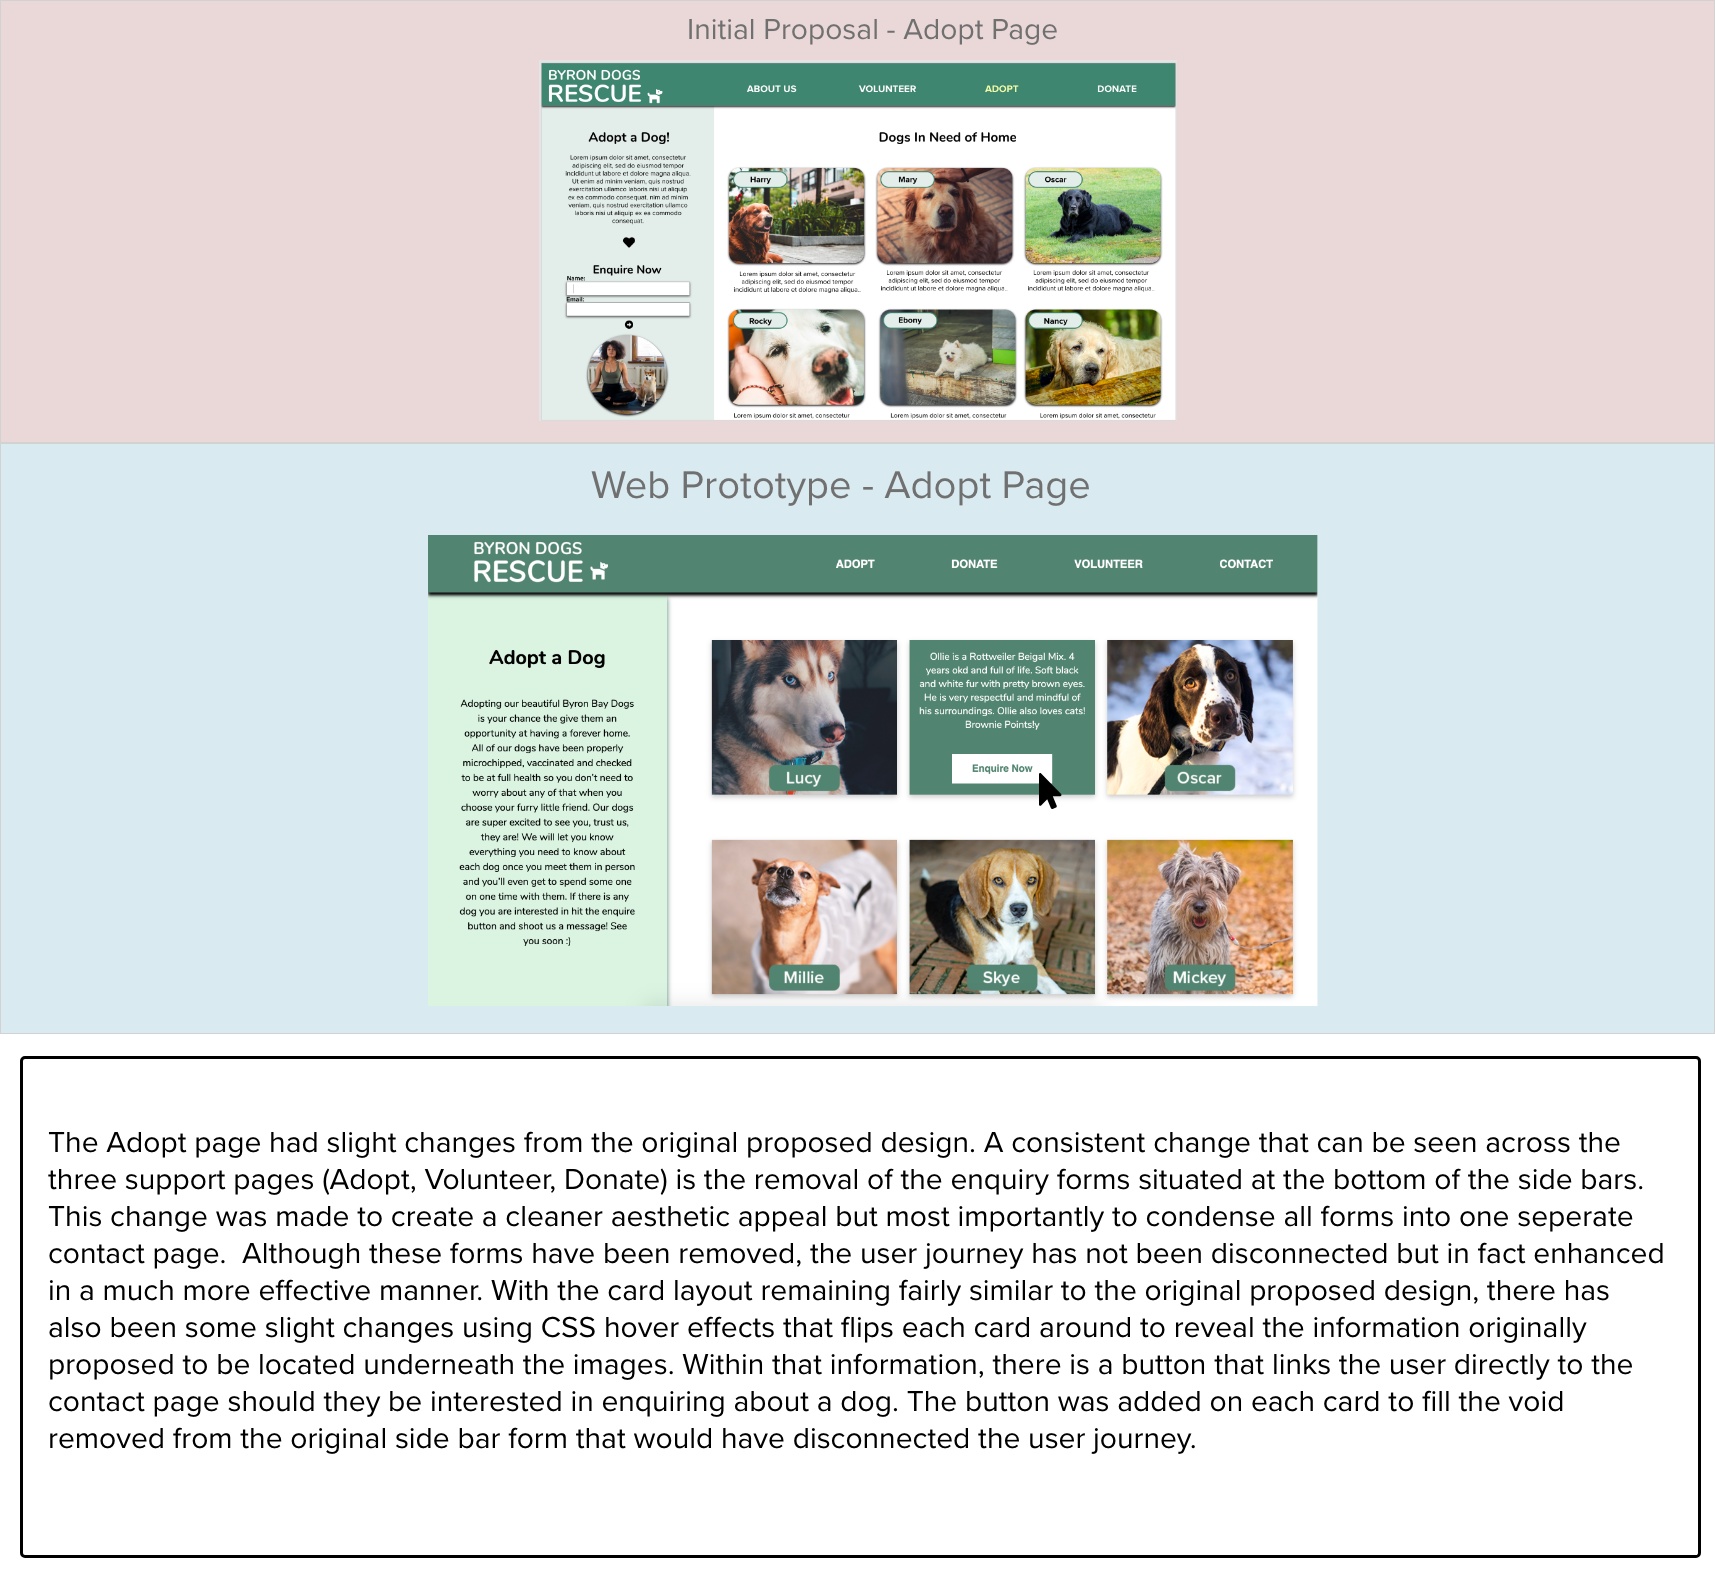 Initial Proposal - Adopt Page
BYRON DOGS
RESCUE
ABOUT US
VOLUNTEER
ADOPT
DONATE
Adopt a Dog!
Lorem ipsum dolor sit amet, consectetur
adipiscing elit, sed do eiusmod tempor
incididunt ut labore et dolore magna aliqua.
Ut enim ad minim veniam, quis nostrud
exercitation ullamco laboris nisi ut aliquip
ex ea commodo consequat. nim ad minim
veniam, quis nostrud exercitation ullamco
laboris nisi ut aliquip ex ea commodo
consequat.
Enquire Now
Name:
Email:
Dogs In Need of Home
Harry
Mary
Oscar
Lorem ipsum dolor sit amet, consectetur
adipiscing elit, sed do eiusmod tempor
incididunt ut labore et dolore magna aliqua..
Lorem ipsum dolor sit amet, consectetur
adipiscing elit, sed do eiusmod tempor
incididunt ut labore et dolore magna aliqua..
Lorem ipsum dolor sit amet, consectetur
adipiscing elit, sed do eiusmod tempor
incididunt ut labore et dolore magna aliqua..
Rocky
Ebony
Nancy
Lorem ipsum dolor sit amet, consectetur
Lorem ipsum dolor sit amet, consectetur
Lorem ipsum dolor sit amet, consectetur
Web Prototype - Adopt Page
BYRON DOGS
RESCUE
ADOPT
DONATE
VOLUNTEER
CONTACT
Adopt a Dog
Adopting our beautiful Byron Bay Dogs
is your chance the give them an
opportunity at having a forever home.
All of our dogs have been properly
microchipped, vaccinated and checked
to be at full health so you don't need to
worry about any of that when you
choose your furry little friend. Our dogs
are super excited to see you, trust us,
they are! We will let you know
everything you need to know about
each dog once you meet them in person
and you'll even get to spend some one
on one time with them. If there is any
dog you are interested in hit the enquire
button and shoot us a message! See
you soon :)
Lucy
Ollie is a Rottweiler Beigal Mix. 4
years okd and full of life. Soft black
and white fur with pretty brown eyes.
He is very respectful and mindful of
his surroundings. Ollie also loves cats!
Brownie Points!y
Enquire Now
Oscar
Millie
Skye
Mickey
The Adopt page had slight changes from the original proposed design. A consistent change that can be seen across the
three support pages (Adopt, Volunteer, Donate) is the removal of the enquiry forms situated at the bottom of the side bars.
This change was made to create a cleaner aesthetic appeal but most importantly to condense all forms into one seperate
contact page.  Although these forms have been removed, the user journey has not been disconnected but in fact enhanced
in a much more effective manner. With the card layout remaining fairly similar to the original proposed design, there has
also been some slight changes using CSS hover effects that flips each card around to reveal the information originally
proposed to be located underneath the images. Within that information, there is a button that links the user directly to the
contact page should they be interested in enquiring about a dog. The button was added on each card to fill the void
removed from the original side bar form that would have disconnected the user journey.